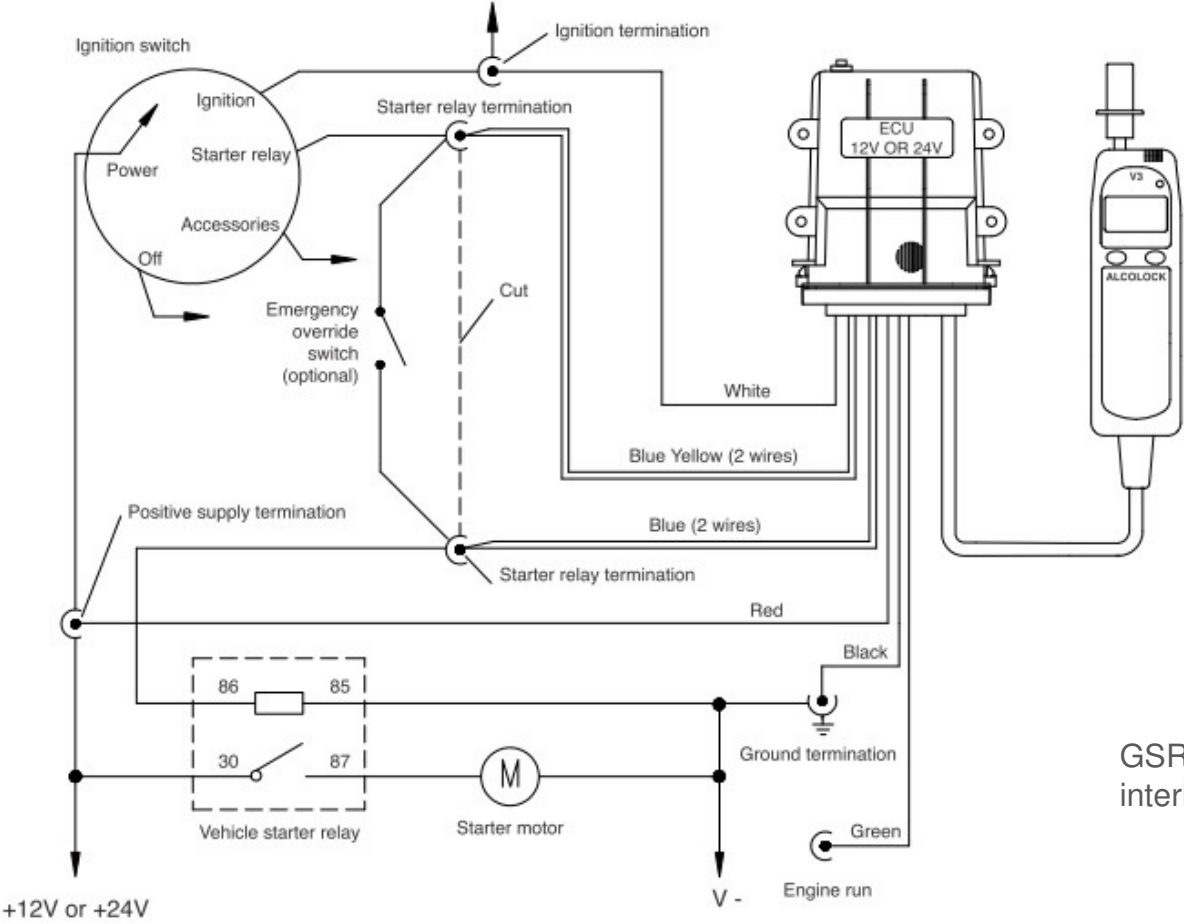 Ignition switch
Ignition termination
Ignition
Starter relay termination
Starter relay
Power
Accessories
Off
Emergency
override
switch
(optional)
Cut
ECU
12V OR 24V
V3
ALCOLOCK
White
Blue Yellow (2 wires)
Positive supply termination
Blue (2 wires)
Starter relay termination
Red
Black
86
85
30
87
M
Ground termination
Vehicle starter relay
Starter motor
Green
Engine run
V -
+12V or +24V
GSR